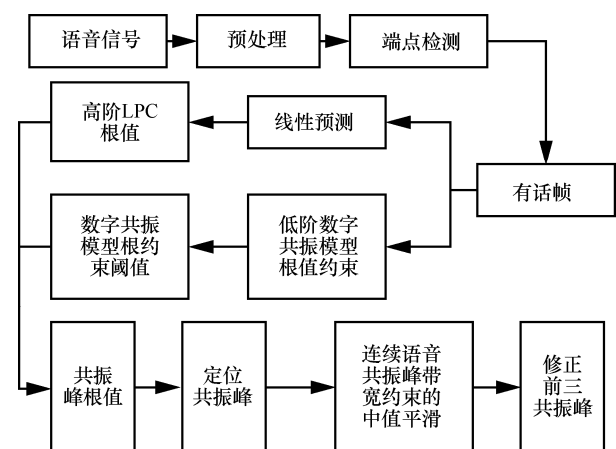 语音信号
预处理
端点检测
高阶LPC
根值
线性预测
有话帧
数字共振
模型根约
束阈值
低阶数字
共振模型
根值约束
共振
峰根值
定位
共振峰
连续语音
共振峰带
宽约束的
中值平滑
修正
前三
共振峰